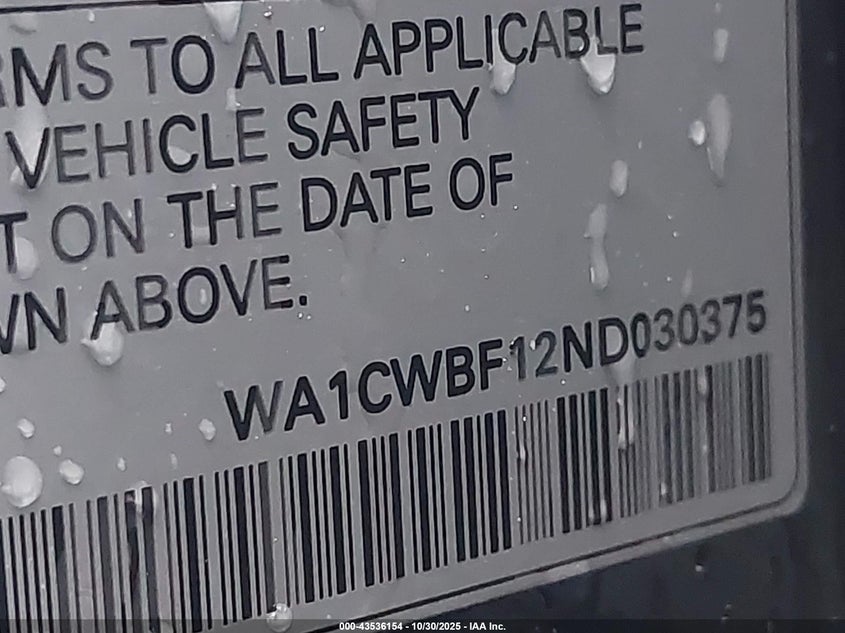 RMS TO ALL APPLICABLE
VEHICLE SAFETY
T ON THE DATE OF
WN ABOVE.
WA1CWBF12ND030375
000-43536154 - 10/30/2025 - IAA Inc.